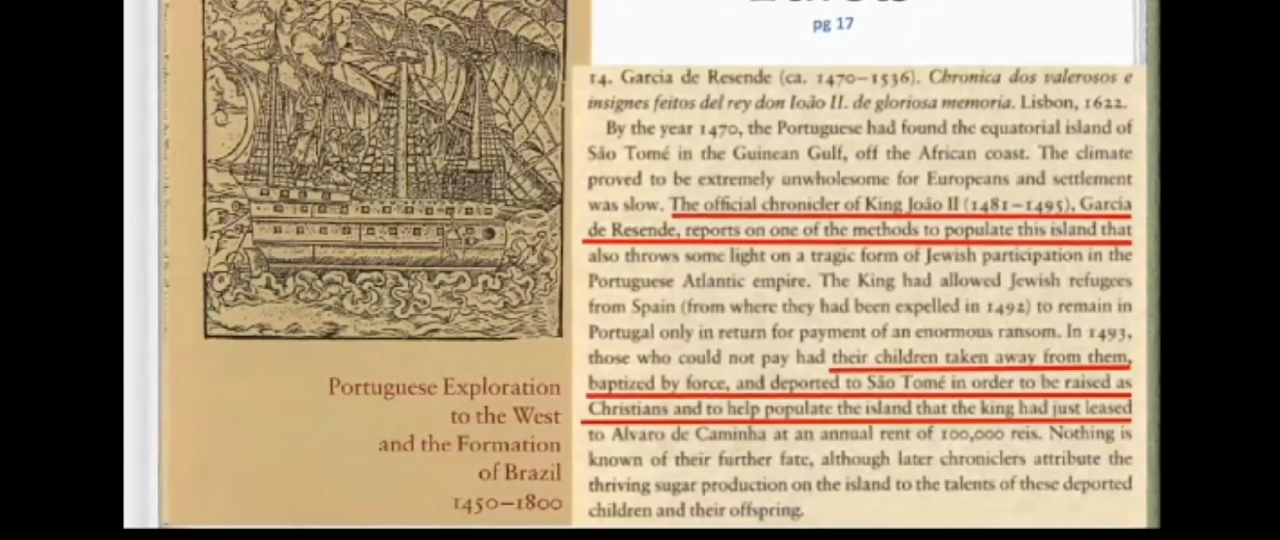 pg 17
14. Garcia de Resende (ca. 1470–1536). Chronica dos valerosos e
insignes feitos del rey don Ioão II. de gloriosa memoria. Lisbon, 1622.
By the year 1470, the Portuguese had found the equatorial island of
São Tomé in the Guinean Gulf, off the African coast. The climate
proved to be extremely unwholesome for Europeans and settlement
was slow. The official chronicler of King João II (1481–1495), Garcia
de Resende, reports on one of the methods to populate this island that
also throws some light on a tragic form of Jewish participation in the
Portuguese Atlantic empire. The King had allowed Jewish refugees
from Spain (from where they had been expelled in 1492) to remain in
Portugal only in return for payment of an enormous ransom. In 1493,
those who could not pay had their children taken away from them,
baptized by force, and deported to São Tomé in order to be raised as
Christians and to help populate the island that the king had just leased
to Alvaro de Caminha at an annual rent of 100,000 reis. Nothing is
known of their further fate, although later chroniclers attribute the
thriving sugar production on the island to the talents of these deported
children and their offspring.
Portuguese Exploration
to the West
and the Formation
of Brazil
1450–1800